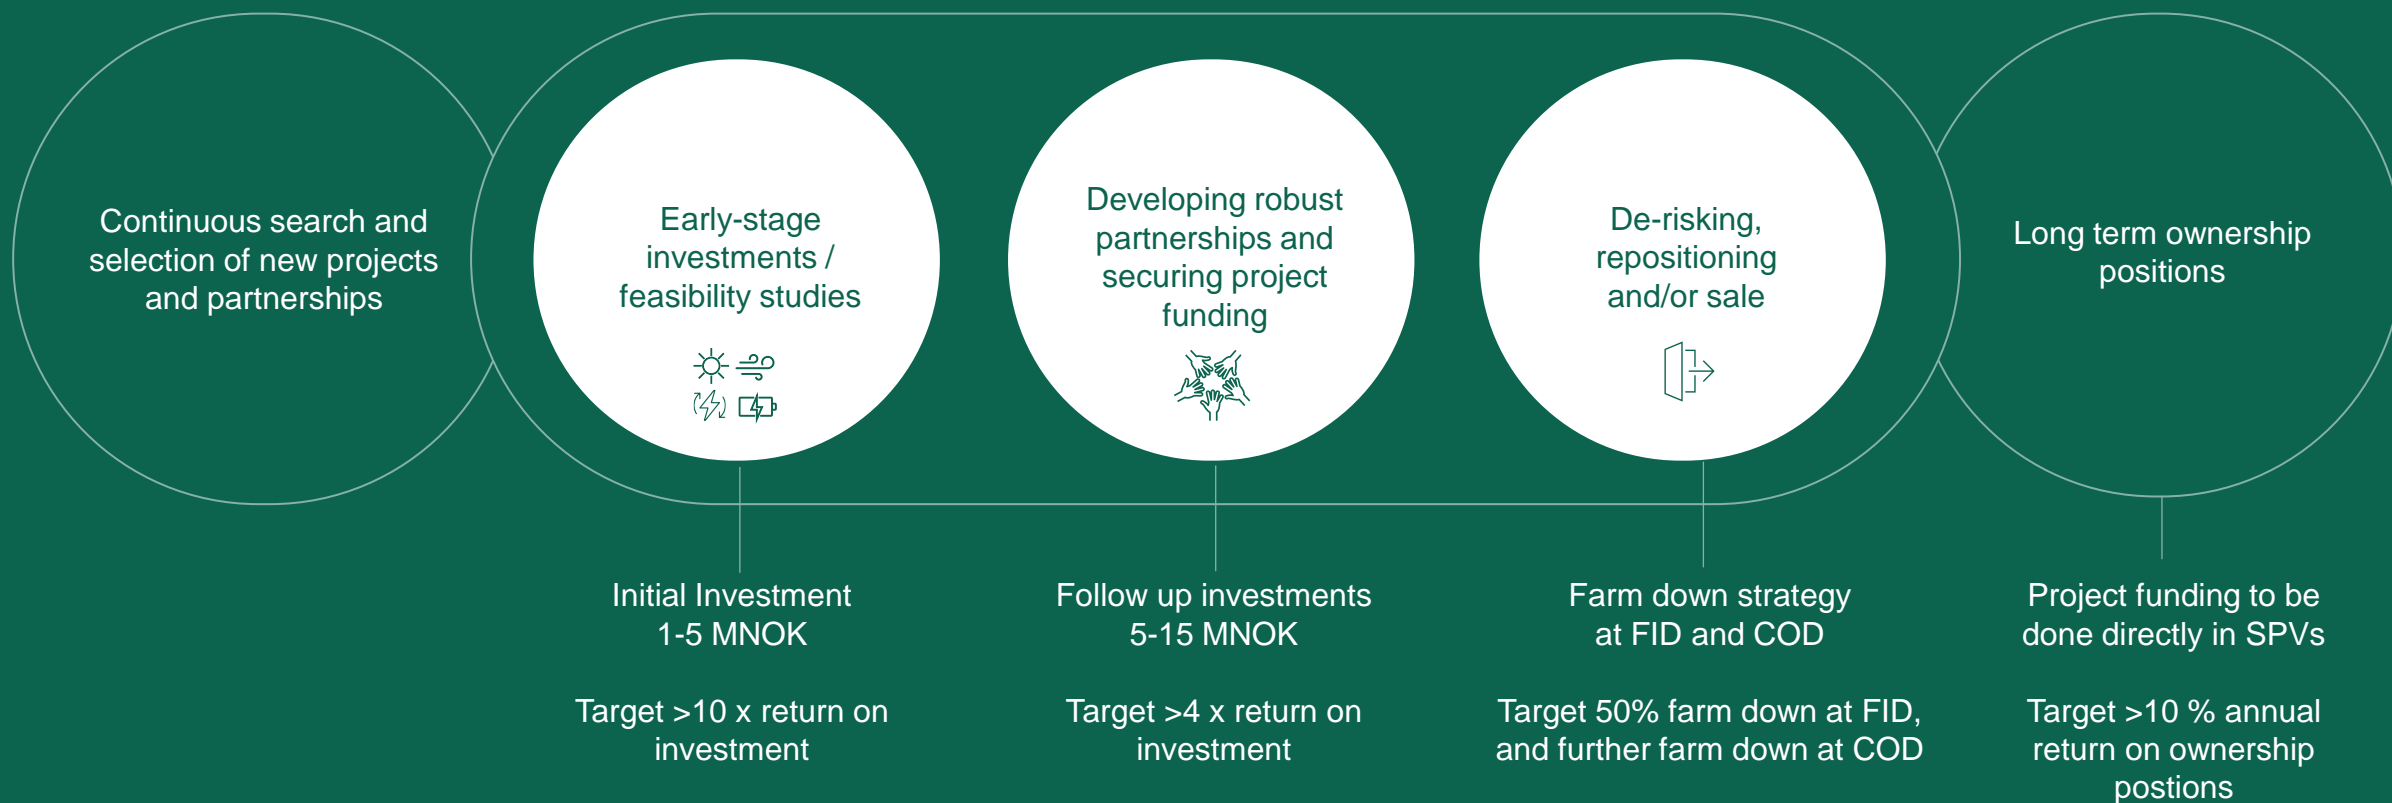 Continuous search and
selection of new projects
and partnerships
Early-stage
investments /
feasibility studies
Developing robust
partnerships and
securing project
funding
De-risking,
repositioning
and/or sale
Long term ownership
positions
Initial Investment
1-5 MNOK
Target >10 x return on
investment
Follow up investments
5-15 MNOK
Target >4 x return on
investment
Farm down strategy
at FID and COD
Target 50% farm down at FID,
and further farm down at COD
Project funding to be
done directly in SPVs
Target >10 % annual
return on ownership
postions